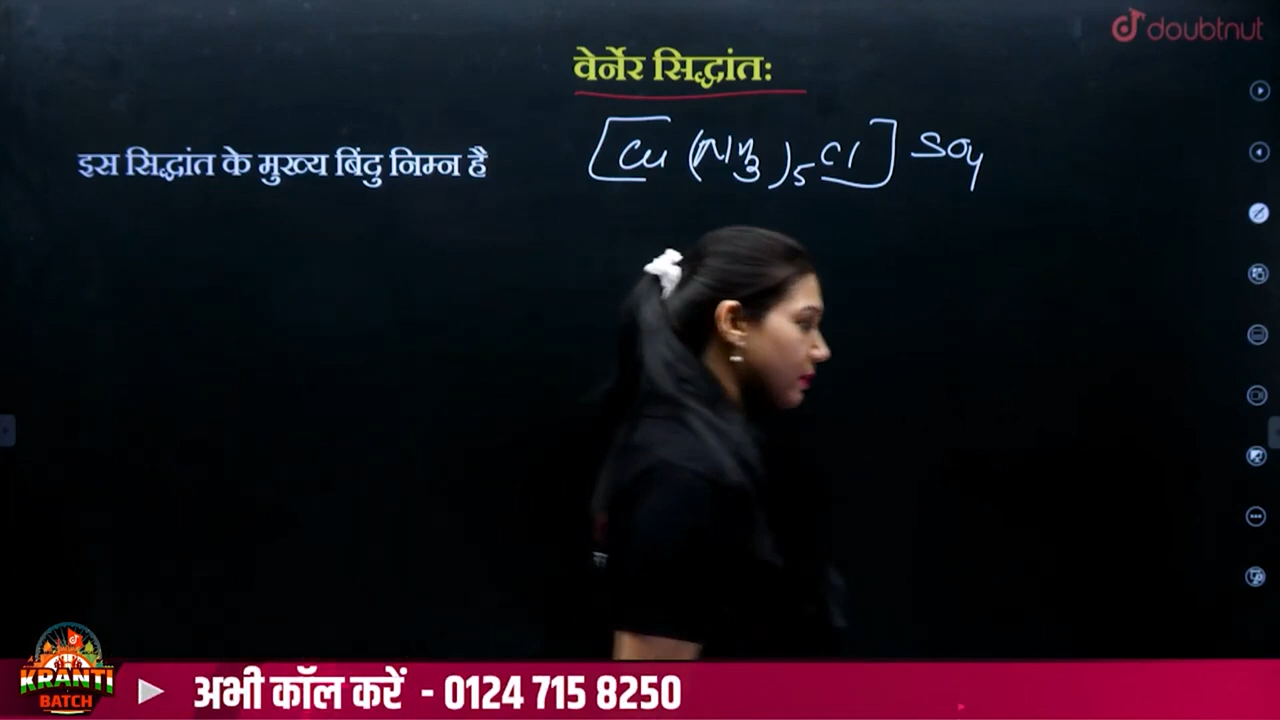 doubtnut
वेर्नेर सिद्धांत:
[Cu (NH3)5 Cl] SO4
इस सिद्धांत के मुख्य बिंदु निम्न है
KRANTI
BATCH
अभी कॉल करें - 0124 715 8250